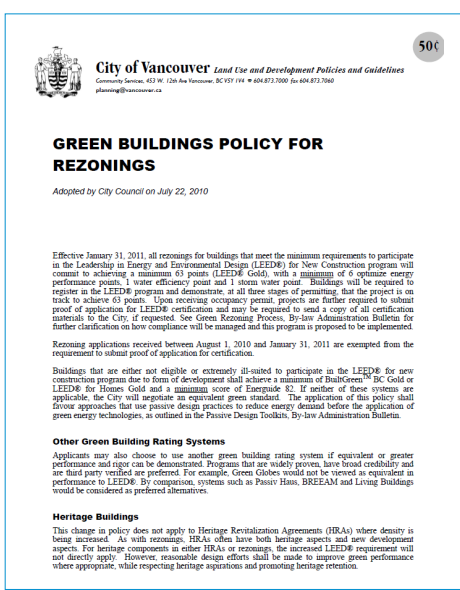 50¢
City of Vancouver Land Use and Development Policies and Guidelines
Community Services, 453 W. 12th Ave Vancouver, BC V5Y 1V4 ☎ 604.873.7000 fax 604.873.7060
planning@vancouver.ca
GREEN BUILDINGS POLICY FOR
REZONINGS
Adopted by City Council on July 22, 2010
Effective January 31, 2011, all rezonings for buildings that meet the minimum requirements to participate
in the Leadership in Energy and Environmental Design (LEED®) for New Construction program will
commit to achieving a minimum 63 points (LEED® Gold), with a minimum of 6 optimize energy
performance points, 1 water efficiency point and 1 storm water point. Buildings will be required to
register in the LEED® program and demonstrate, at all three stages of permitting, that the project is on
track to achieve 63 points. Upon receiving occupancy permit, projects are further required to submit
proof of application for LEED® certification and may be required to send a copy of all certification
materials to the City, if requested. See Green Rezoning Process, By-law Administration Bulletin for
further clarification on how compliance will be managed and this program is proposed to be implemented.
Rezoning applications received between August 1, 2010 and January 31, 2011 are exempted from the
requirement to submit proof of application for certification.
Buildings that are either not eligible or extremely ill-suited to participate in the LEED® for new
construction program due to form of development shall achieve a minimum of BuiltGreen™ BC Gold or
LEED® for Homes Gold and a minimum score of Energuide 82. If neither of these systems are
applicable, the City will negotiate an equivalent green standard. The application of this policy shall
favour approaches that use passive design practices to reduce energy demand before the application of
green energy technologies, as outlined in the Passive Design Toolkits, By-law Administration Bulletin.
Other Green Building Rating Systems
Applicants may also choose to use another green building rating system if equivalent or greater
performance and rigor can be demonstrated. Programs that are widely proven, have broad credibility and
are third party verified are preferred. For example, Green Globes would not be viewed as equivalent in
performance to LEED®. By comparison, systems such as Passiv Haus, BREEAM and Living Buildings
would be considered as preferred alternatives.
Heritage Buildings
This change in policy does not apply to Heritage Revitalization Agreements (HRAs) where density is
being increased. As with rezonings, HRAs often have both heritage aspects and new development
aspects. For heritage components in either HRAs or rezonings, the increased LEED® requirement will
not directly apply. However, reasonable design efforts shall be made to improve green performance
where appropriate, while respecting heritage aspirations and promoting heritage retention.